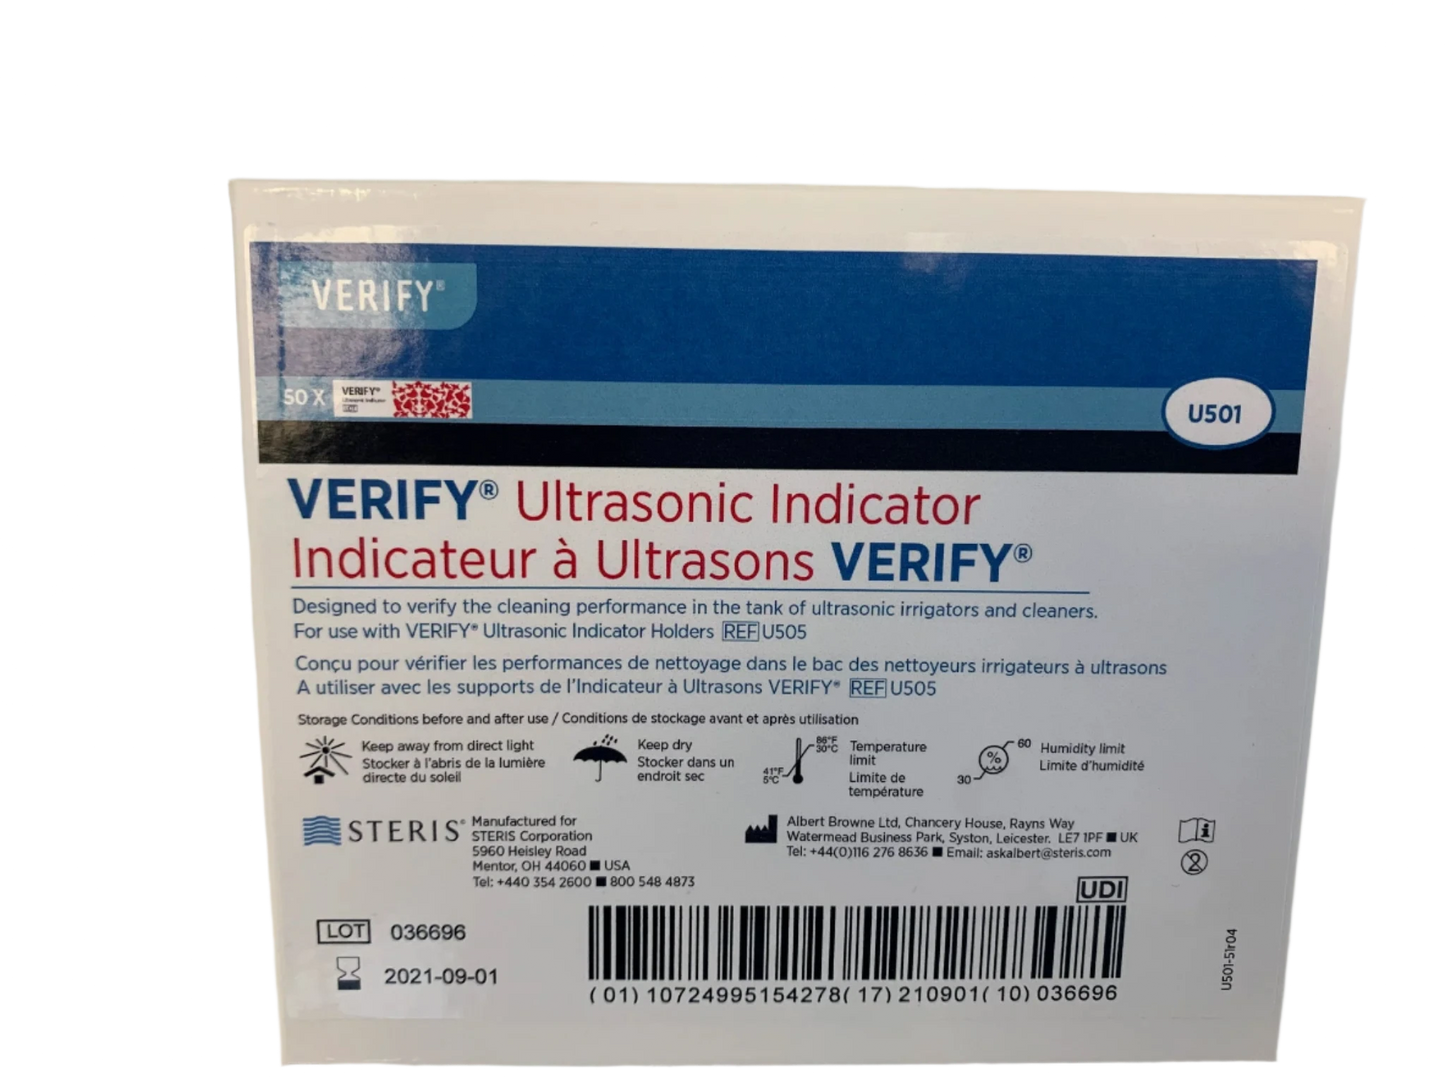 VERIFY®
50 X
VERIFY®
U501
VERIFY® Ultrasonic Indicator
Indicateur à Ultrasons VERIFY®
Designed to verify the cleaning performance in the tank of ultrasonic irrigators and cleaners.
For use with VERIFY® Ultrasonic Indicator Holders REF U505
Conçu pour vérifier les performances de nettoyage dans le bac des nettoyeurs irrigateurs à ultrasons
A utiliser avec les supports de l'Indicateur à Ultrasons VERIFY® REF U505
Storage Conditions before and after use / Conditions de stockage avant et après utilisation
Keep away from direct light
Stocker à l'abris de la lumière
directe du soleil
Keep dry
Stocker dans un
endroit sec
86°F
30°C
41°F
5°C
Temperature
limit
Limite de
température
%
60
30
Humidity limit
Limite d'humidité
STERIS®
Manufactured for
STERIS Corporation
5960 Heisley Road
Mentor, OH 44060 ■ USA
Tel: +440 354 2600 ■ 800 548 4873
Albert Browne Ltd, Chancery House, Rayns Way
Watermead Business Park, Syston, Leicester. LE7 1PF ■ UK
Tel: +44(0)116 276 8636 ■ Email: askalbert@steris.com
i
2
UDI
LOT 036696
2021-09-01
(01) 10724995154278(17) 210901(10) 036696
U501-51r04